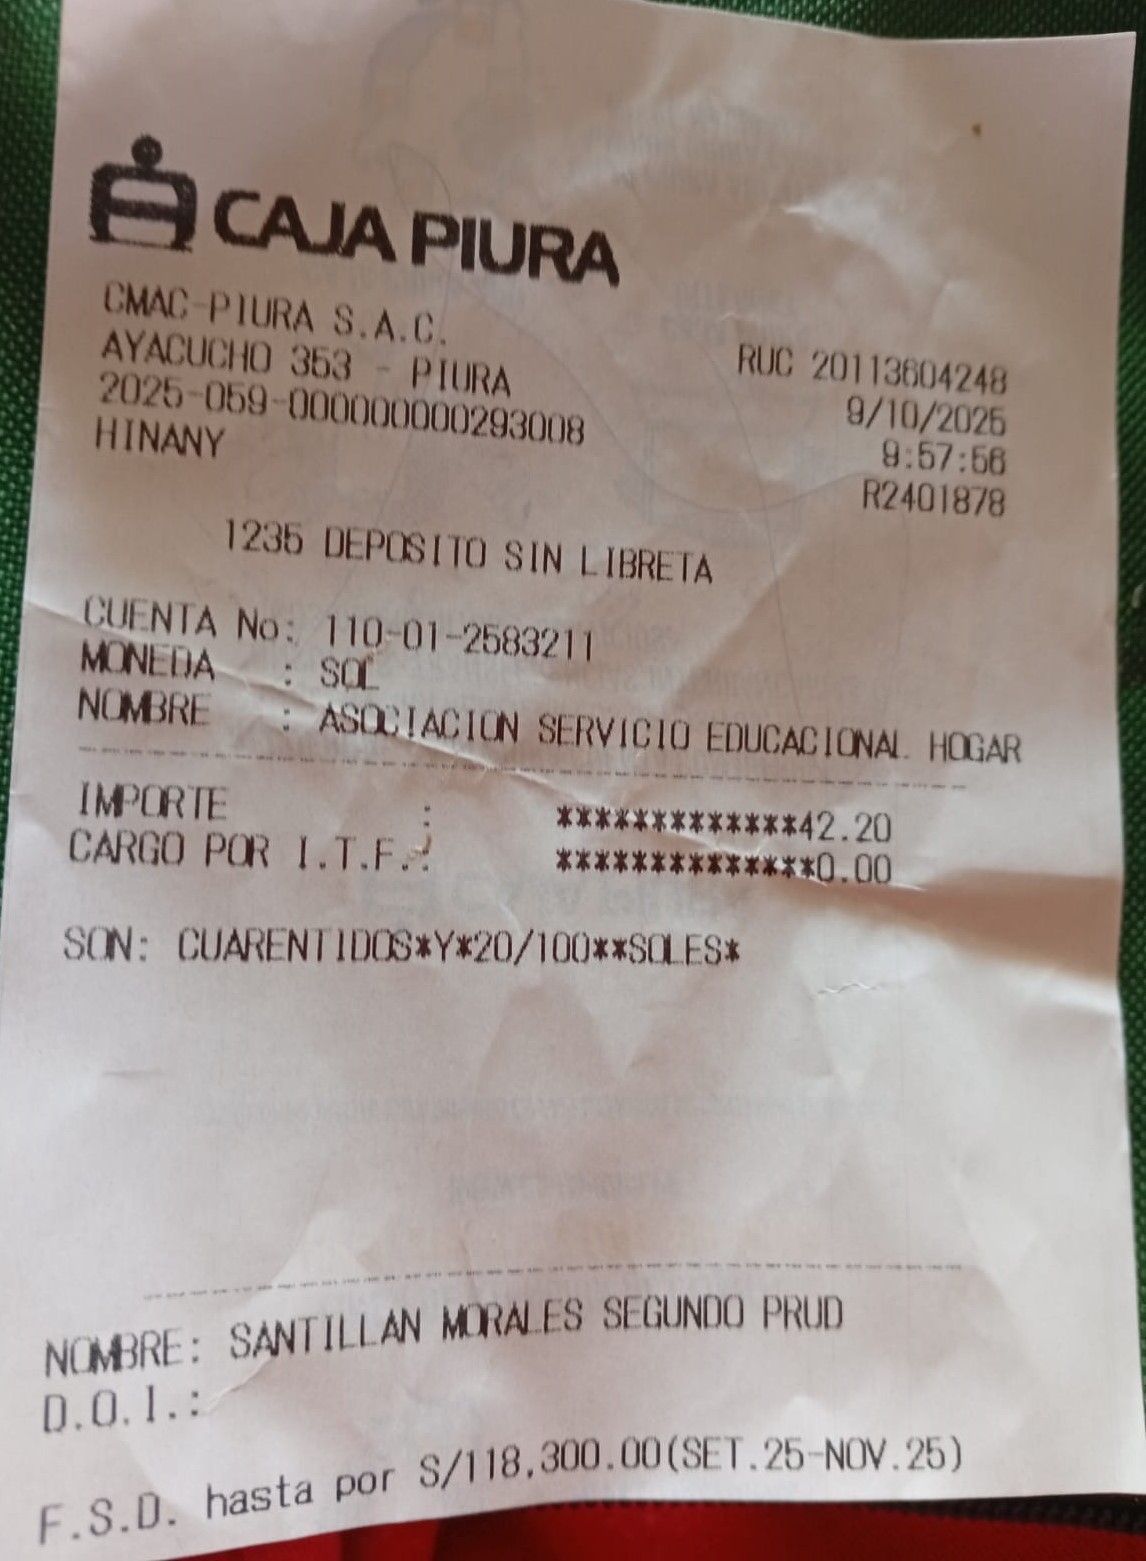 CAJA PIURA
CMAC-PIURA S.A.C.
AYACUCHO 353 - PIURA RUC 20113604248
2025-059-000000000293008 9/10/2025
HINANY 9:57:56
R2401878
1235 DEPOSITO SIN LIBRETA
CUENTA No: 110-01-2583211
MONEDA : SOL
NOMBRE : ASOCIACION SERVICIO EDUCACIONAL HOGAR
IMPORTE : *************42.20
CARGO POR I.T.F.: **************0.00
SON: CUARENTIDOS*Y*20/100**SOLES*
NOMBRE: SANTILLAN MORALES SEGUNDO PRUD
D.O.I.:
F.S.D. hasta por S/118,300.00(SET.25-NOV.25)